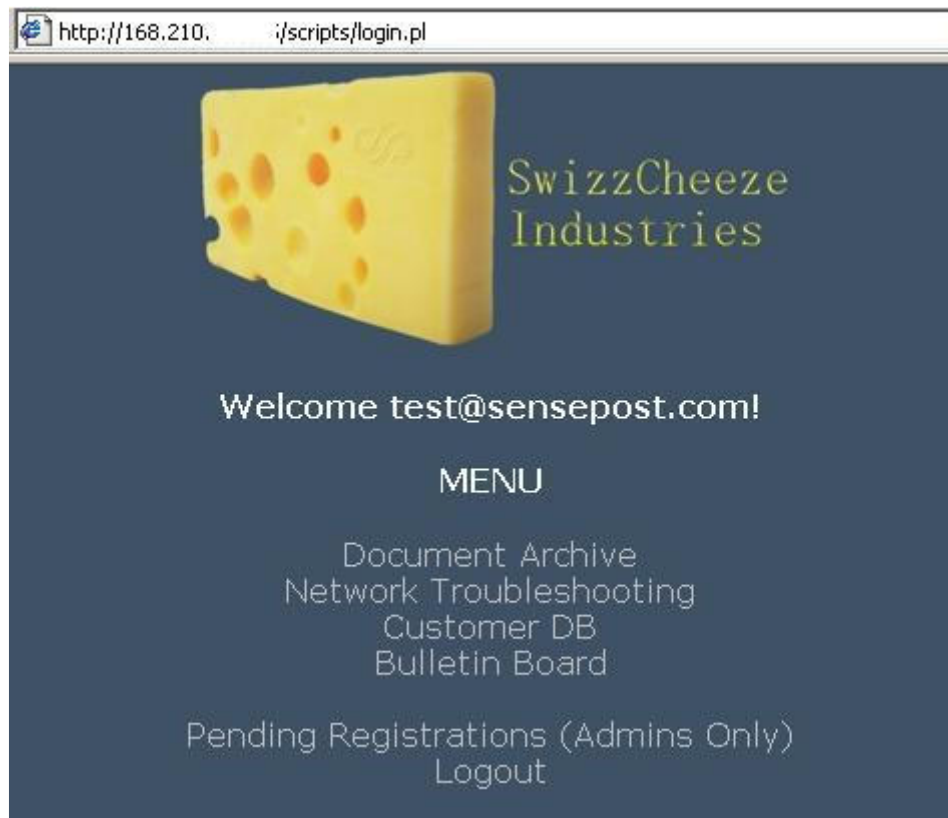 http://168.210. :/scripts/login.pl
SwizzCheeze
Industries
Welcome test@sensepost.com!
MENU
Document Archive
Network Troubleshooting
Customer DB
Bulletin Board
Pending Registrations (Admins Only)
Logout